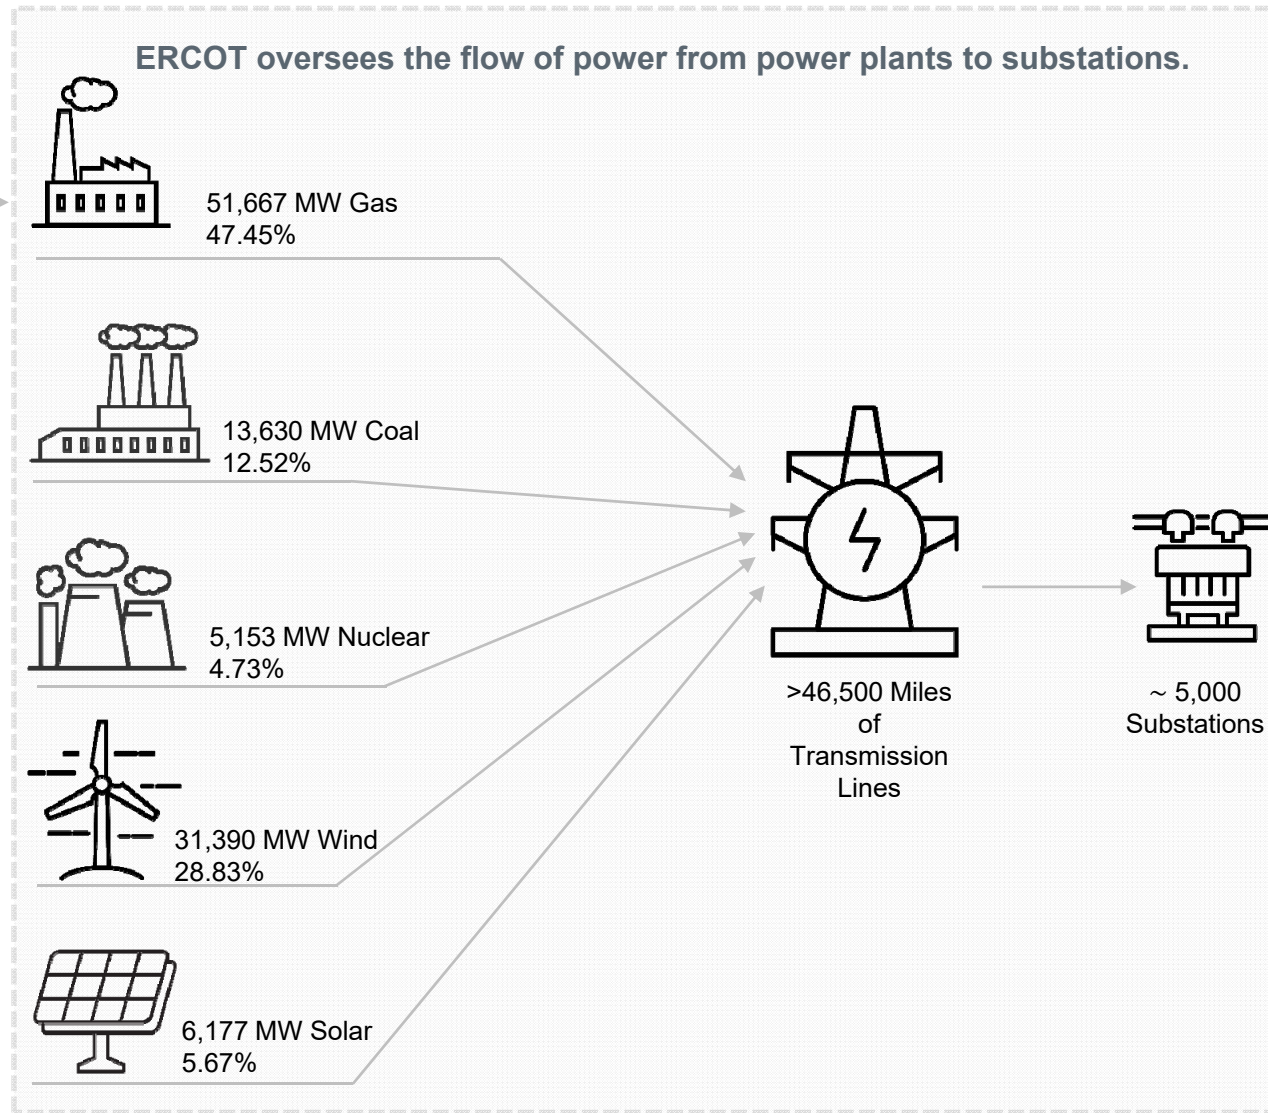 ERCOT oversees the flow of power from power plants to substations.
51,667 MW Gas
47.45%
13,630 MW Coal
12.52%
5,153 MW Nuclear
4.73%
31,390 MW Wind
28.83%
6,177 MW Solar
5.67%
>46,500 Miles
of
Transmission
Lines
~ 5,000
Substations